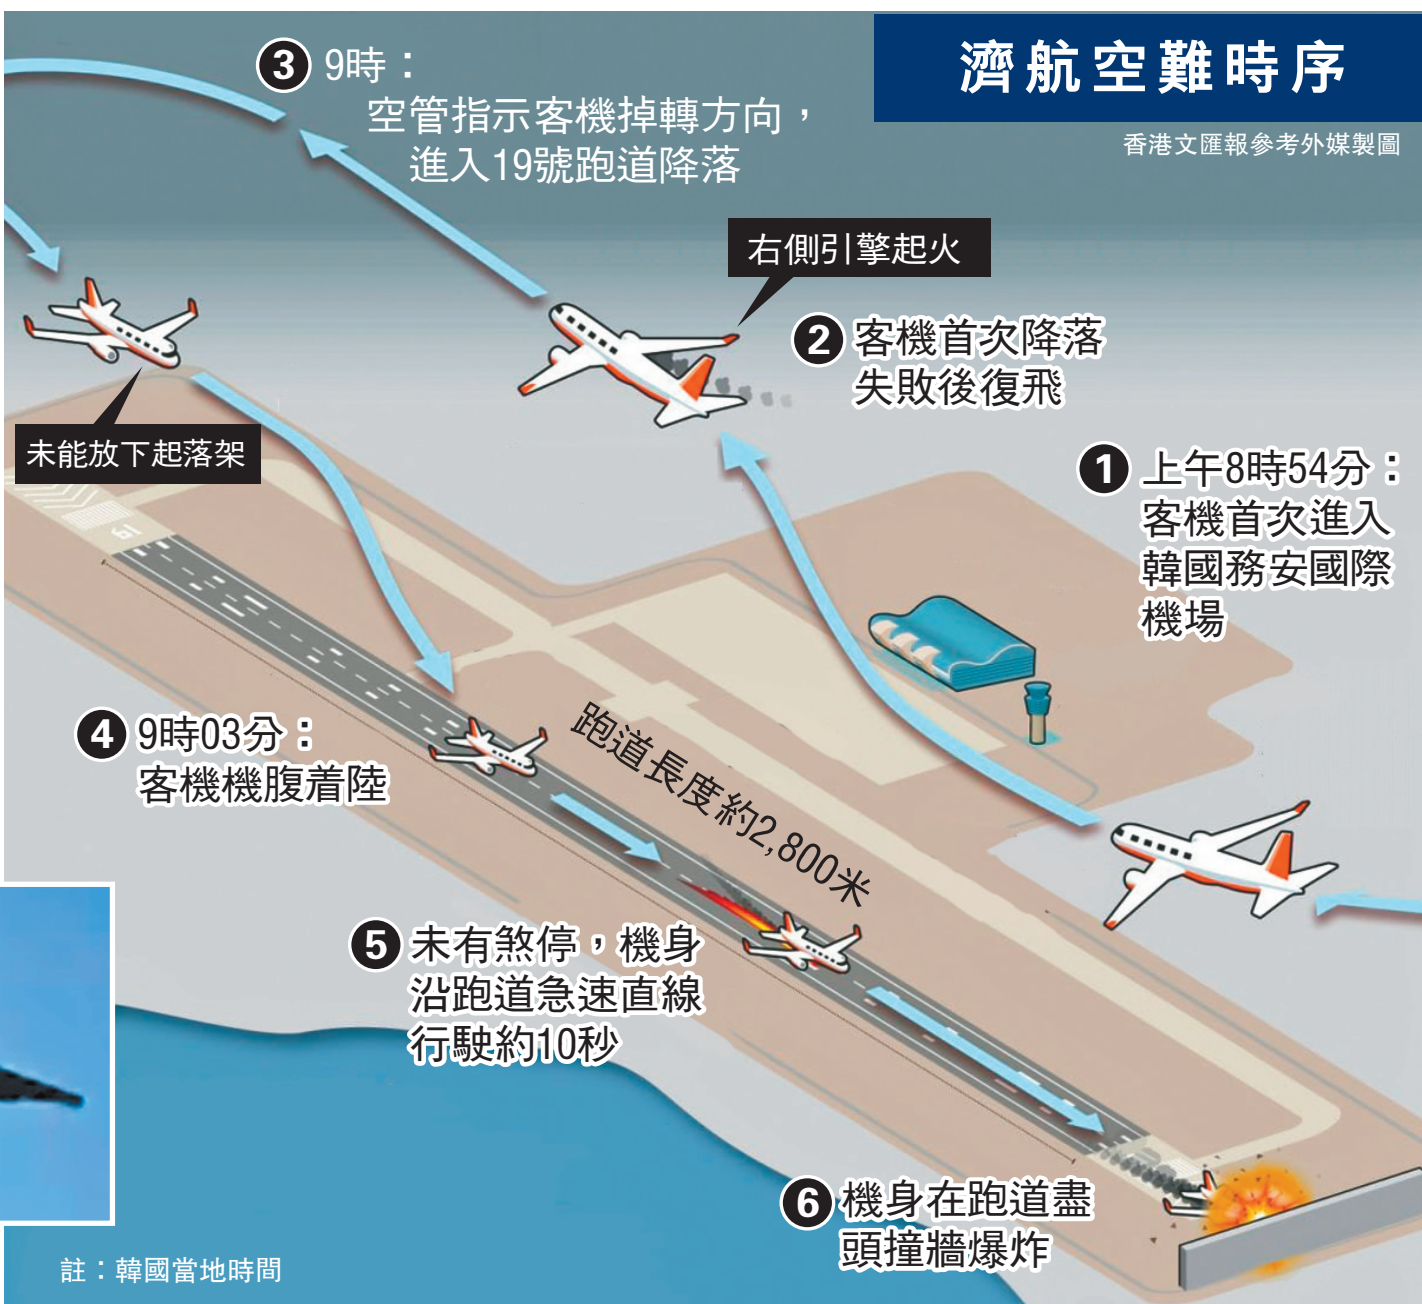 濟航空難時序
香港文匯報參考外媒製圖
3 9時：
空管指示客機掉轉方向，
進入19號跑道降落
右側引擎起火
2 客機首次降落
失敗後復飛
未能放下起落架
1 上午8時54分：
客機首次進入
韓國務安國際
機場
19
4 9時03分：
客機機腹着陸
跑道長度約2,800米
5 未有煞停，機身
沿跑道急速直線
行駛約10秒
6 機身在跑道盡
頭撞牆爆炸
註：韓國當地時間